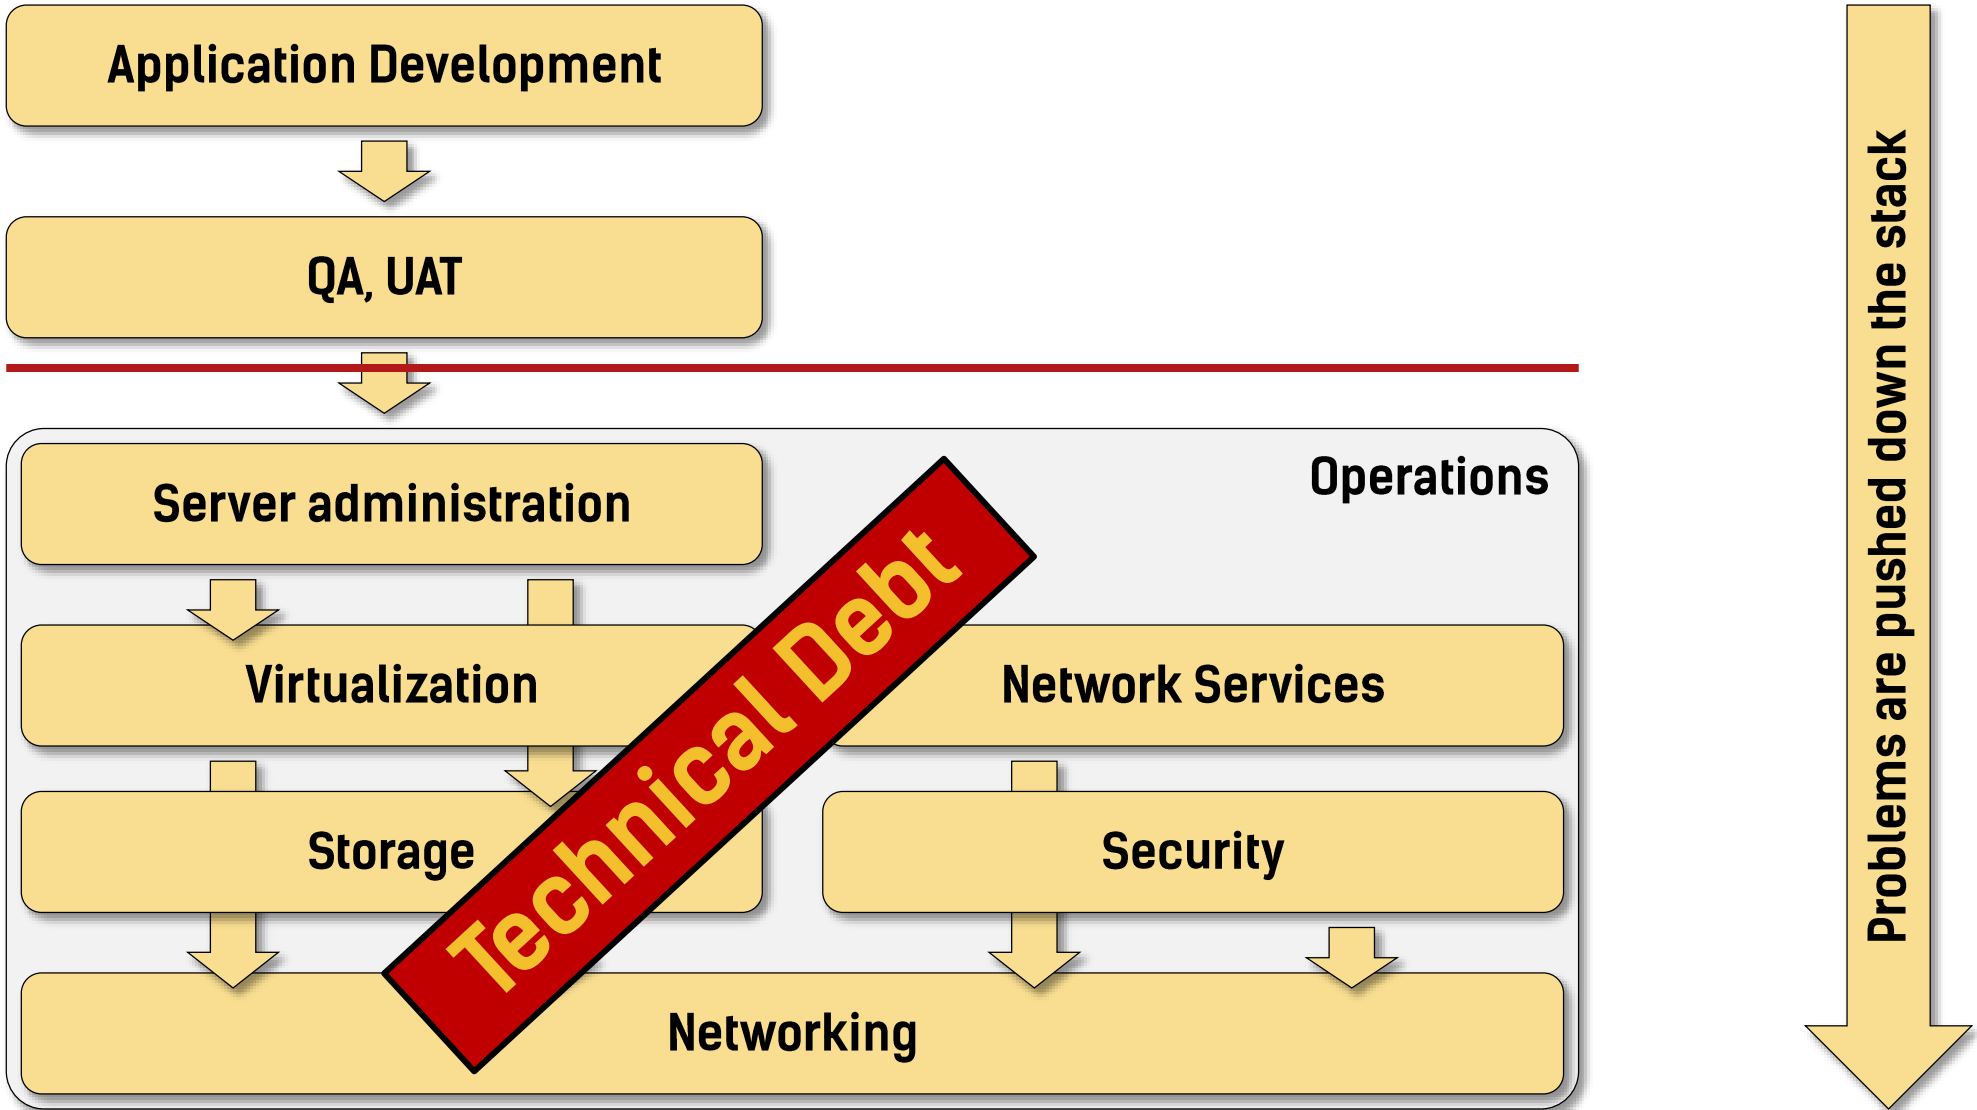 Application Development
QA, UAT
Operations
Server administration
Technical Debt
Virtualization
Network Services
Storage
Security
Networking
Problems are pushed down the stack